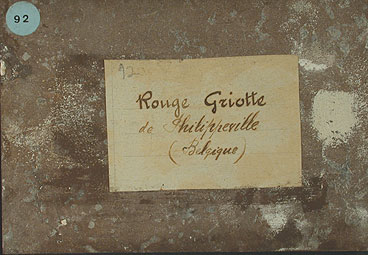 92
92
Rouge Griotte
de Philippeville
(Belgique)